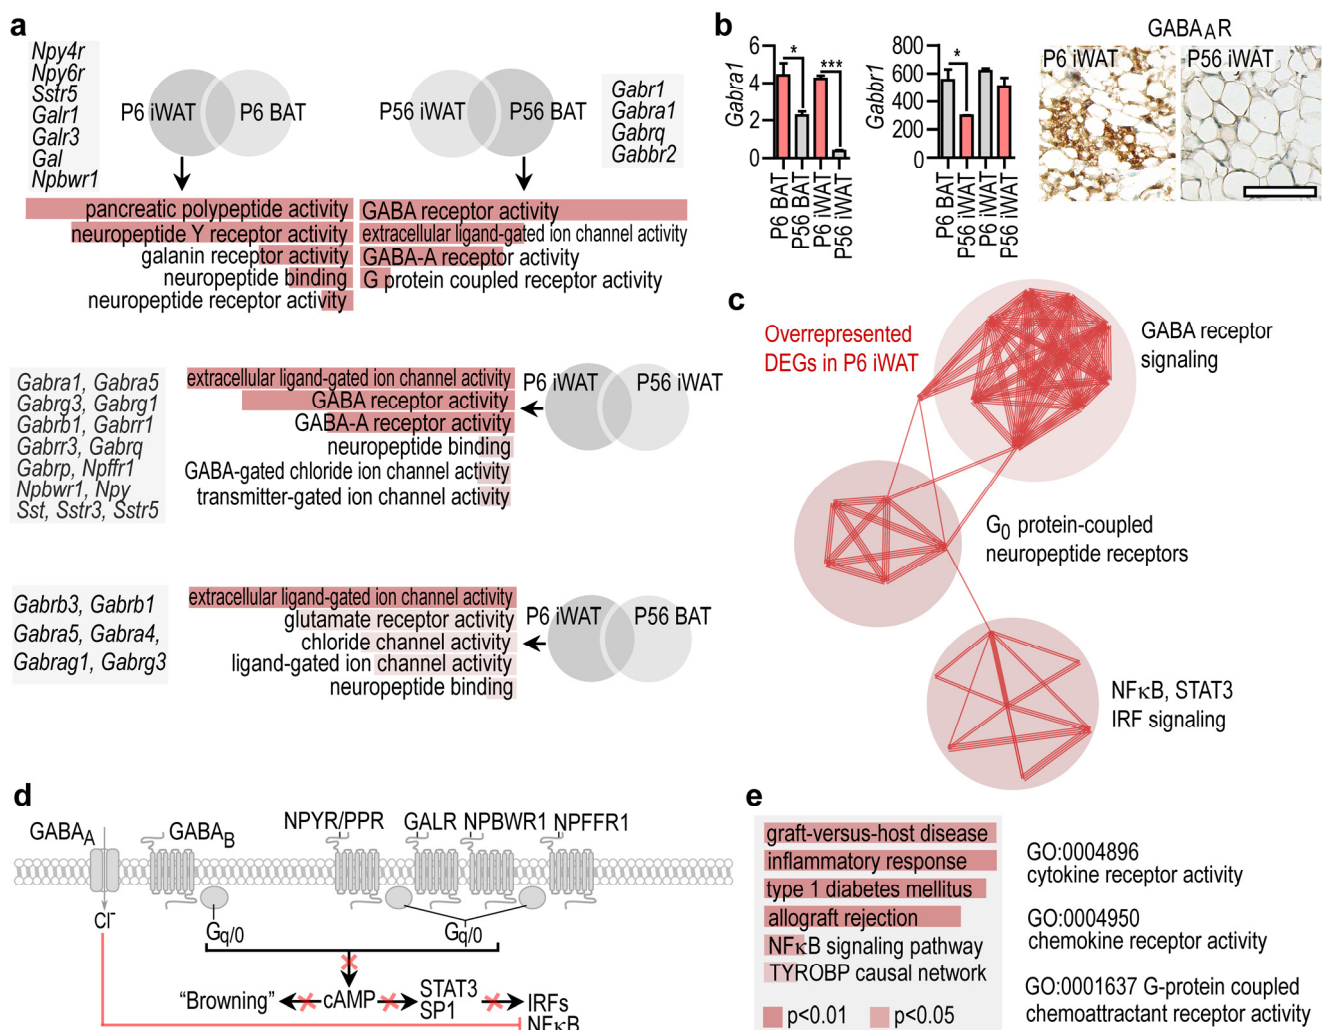 a
Npy4r
Npy6r
Sstr5
Galr1
Galr3
Gal
Npbwr1
P6 iWAT
P6 BAT
P56 iWAT
P56 BAT
Gabr1
Gabra1
Gabrq
Gabbr2
pancreatic polypeptide activity
neuropeptide Y receptor activity
galanin receptor activity
neuropeptide binding
neuropeptide receptor activity
GABA receptor activity
extracellular ligand-gated ion channel activity
GABA-A receptor activity
G protein coupled receptor activity
Gabra1, Gabra5
Gabrg3, Gabrg1
Gabrb1, Gabrr1
Gabrr3, Gabrq
Gabrp, Npffr1
Npbwr1, Npy
Sst, Sstr3, Sstr5
extracellular ligand-gated ion channel activity
GABA receptor activity
GABA-A receptor activity
neuropeptide binding
GABA-gated chloride ion channel activity
transmitter-gated ion channel activity
P6 iWAT
P56 iWAT
Gabrb3, Gabrb1
Gabra5, Gabra4,
Gabrag1, Gabrg3
extracellular ligand-gated ion channel activity
glutamate receptor activity
chloride channel activity
ligand-gated ion channel activity
neuropeptide binding
P6 iWAT
P56 BAT
b
Gabra1
6
4
2
0
*
***
P6 BAT
P56 BAT
P6 iWAT
P56 iWAT
Gabbr1
800
600
400
200
0
*
P6 BAT
P56 iWAT
P6 iWAT
P56 BAT
GABAAR
P6 iWAT
P56 iWAT
c
Overrepresented
DEGs in P6 iWAT
GABA receptor
signaling
G0 protein-coupled
neuropeptide receptors
NFκB, STAT3
IRF signaling
d
GABAA
GABAB
NPYR/PPR
GALR
NPBWR1
NPFFR1
Cl-
Gq/0
Gq/0
"Browning"
cAMP
STAT3
SP1
IRFs
NFκB
e
graft-versus-host disease
inflammatory response
type 1 diabetes mellitus
allograft rejection
NFκB signaling pathway
TYROBP causal network
p<0.01
p<0.05
GO:0004896
cytokine receptor activity
GO:0004950
chemokine receptor activity
GO:0001637 G-protein coupled
chemoattractant receptor activity